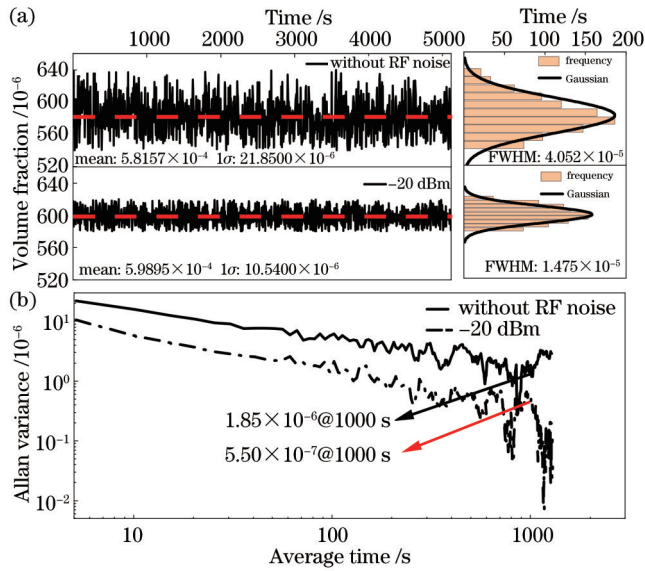 (a)
Time /s
Time /s
1000 2000 3000 4000 5000
0 50 100 150 200
640
600
560
520
640
600
560
520
Volume fraction /10⁻⁶
without RF noise
mean: 5.8157×10⁻⁴ 1σ: 21.8500×10⁻⁶
frequency
Gaussian
FWHM: 4.052×10⁻⁵
−20 dBm
mean: 5.9895×10⁻⁴ 1σ: 10.5400×10⁻⁶
frequency
Gaussian
FWHM: 1.475×10⁻⁵
(b)
without RF noise
−20 dBm
10¹
10⁰
10⁻¹
10⁻²
Allan variance /10⁻⁶
1.85×10⁻⁶@1000 s
5.50×10⁻⁷@1000 s
10 100 1000
Average time /s